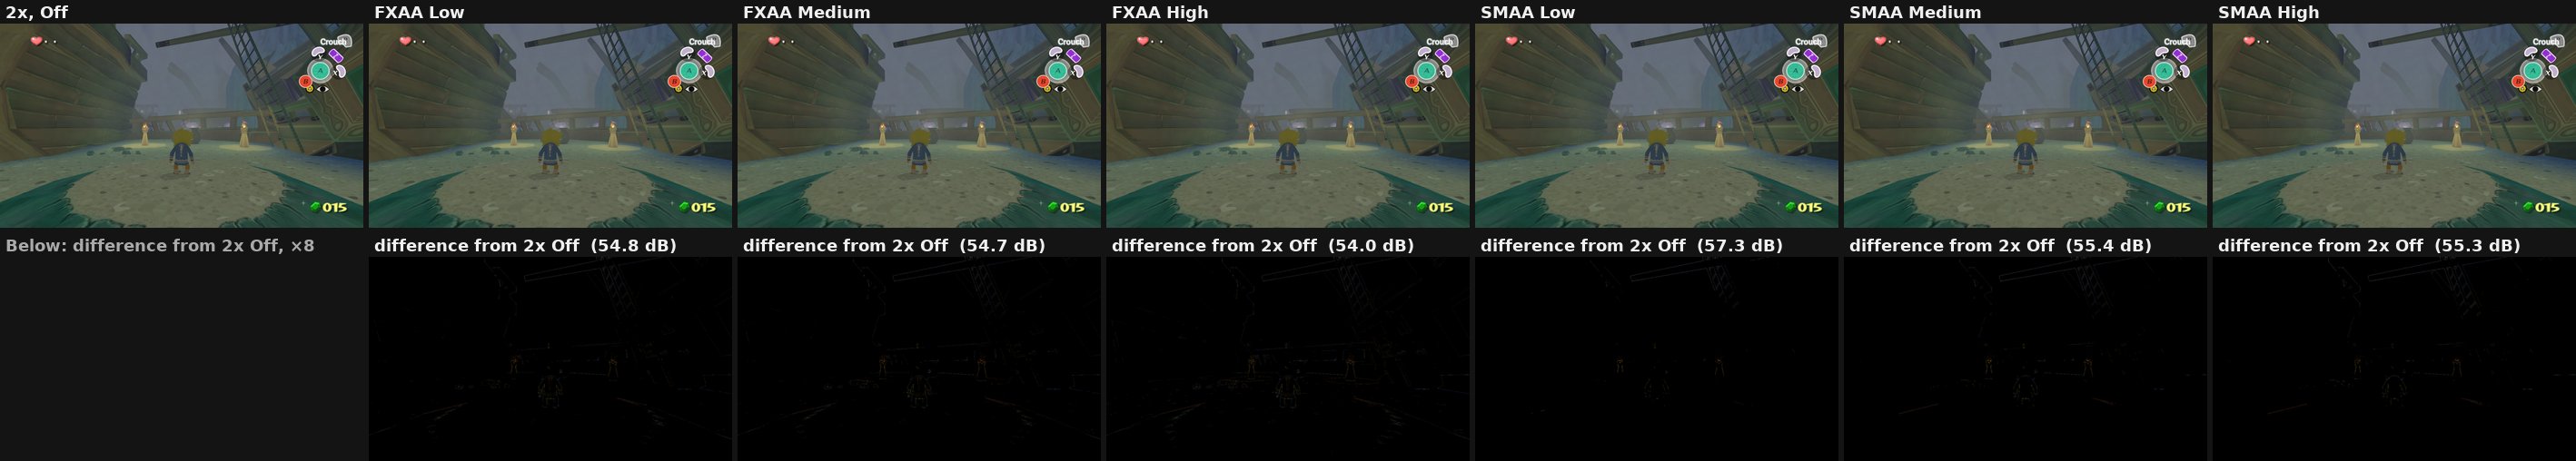 2x, Off
FXAA Low
FXAA Medium
FXAA High
SMAA Low
SMAA Medium
SMAA High
Crouch
A
B
015
Crouch
A
B
015
Crouch
A
B
015
Crouch
A
B
015
Crouch
A
B
015
Crouch
A
B
015
Crouch
A
B
015
Below: difference from 2x Off, ×8
difference from 2x Off (54.8 dB)
difference from 2x Off (54.7 dB)
difference from 2x Off (54.0 dB)
difference from 2x Off (57.3 dB)
difference from 2x Off (55.4 dB)
difference from 2x Off (55.3 dB)